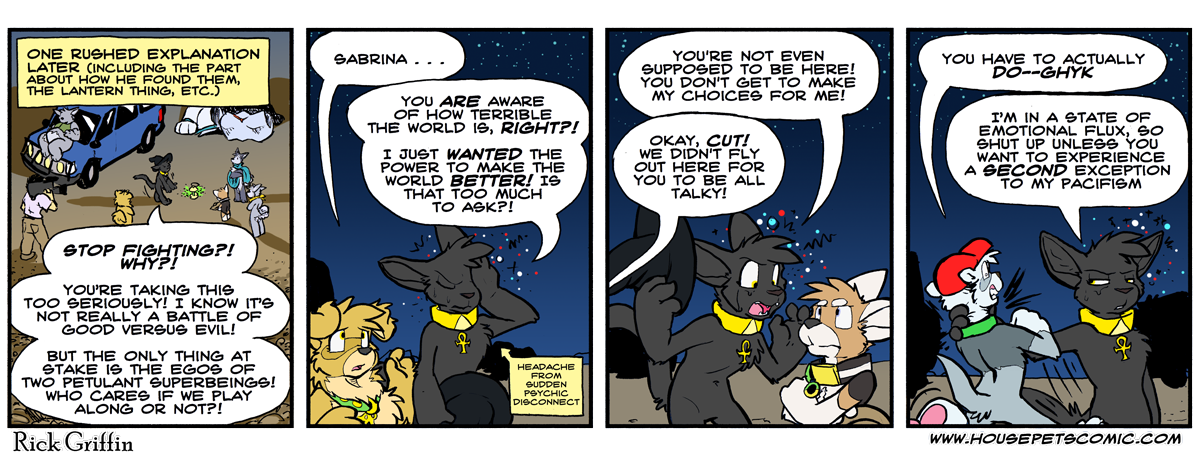 ONE RUSHED EXPLANATION
LATER (INCLUDING THE PART
ABOUT HOW HE FOUND THEM,
THE LANTERN THING, ETC.)
STOP FIGHTING?!
WHY?!
YOU'RE TAKING THIS
TOO SERIOUSLY! I KNOW IT'S
NOT REALLY A BATTLE OF
GOOD VERSUS EVIL!
BUT THE ONLY THING AT
STAKE IS THE EGOS OF
TWO PETULANT SUPERBEINGS!
WHO CARES IF WE PLAY
ALONG OR NOT?!
SABRINA . . .
YOU ARE AWARE
OF HOW TERRIBLE
THE WORLD IS, RIGHT?!
I JUST WANTED THE
POWER TO MAKE THE
WORLD BETTER! IS
THAT TOO MUCH
TO ASK?!
HEADACHE
FROM
SUDDEN
PSYCHIC
DISCONNECT
YOU'RE NOT EVEN
SUPPOSED TO BE HERE!
YOU DON'T GET TO MAKE
MY CHOICES FOR ME!
OKAY, CUT!
WE DIDN'T FLY
OUT HERE FOR
YOU TO BE ALL
TALKY!
YOU HAVE TO ACTUALLY
DO--GHYK
I'M IN A STATE OF
EMOTIONAL FLUX, SO
SHUT UP UNLESS YOU
WANT TO EXPERIENCE
A SECOND EXCEPTION
TO MY PACIFISM
Rick Griffin
WWW.HOUSEPETSCOMIC.COM